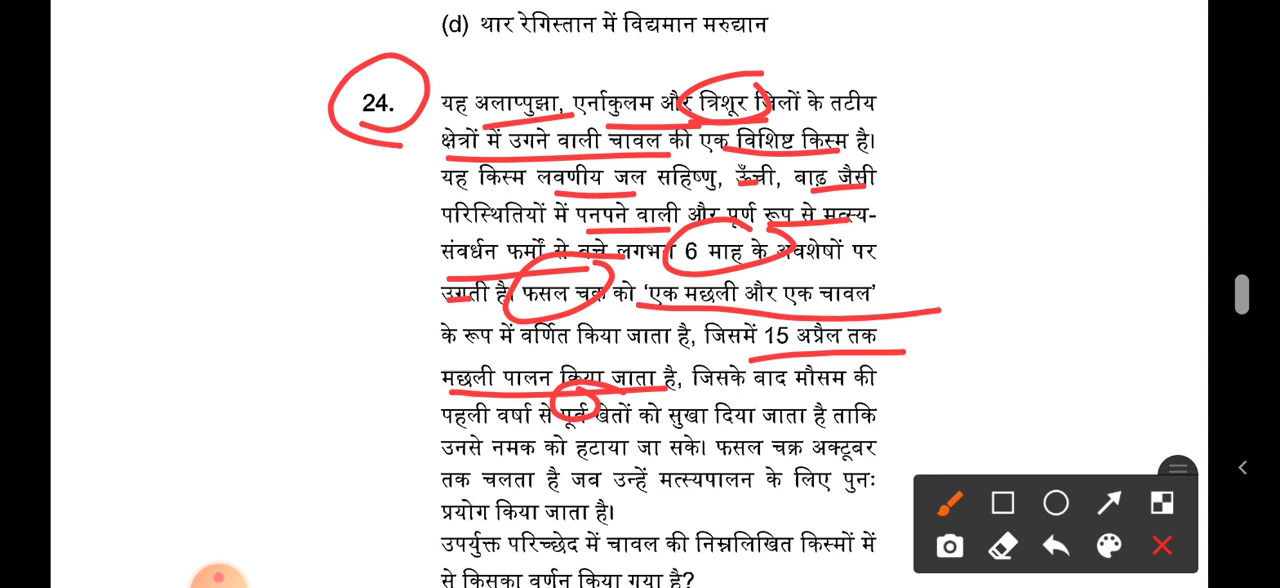 (d) थार रेगिस्तान में विद्यमान मरुद्यान
24. यह अलाप्पुझा, एर्नाकुलम और त्रिशूर जिलों के तटीय
क्षेत्रों में उगने वाली चावल की एक विशिष्ट किस्म है।
यह किस्म लवणीय जल सहिष्णु, ऊँची, बाढ़ जैसी
परिस्थितियों में पनपने वाली और पूर्ण रूप से मत्स्य-
संवर्धन फर्मों से बचे लगभग 6 माह के अवशेषों पर
उगती है। फसल चक्र को ‘एक मछली और एक चावल’
के रूप में वर्णित किया जाता है, जिसमें 15 अप्रैल तक
मछली पालन किया जाता है, जिसके वाद मौसम की
पहली वर्षा से पूर्व खेतों को सुखा दिया जाता है ताकि
उनसे नमक को हटाया जा सके। फसल चक्र अक्टूबर
तक चलता है जब उन्हें मत्स्यपालन के लिए पुनः
प्रयोग किया जाता है।
उपर्युक्त परिच्छेद में चावल की निम्नलिखित किस्मों में
से किसका वर्णन किया गया है?